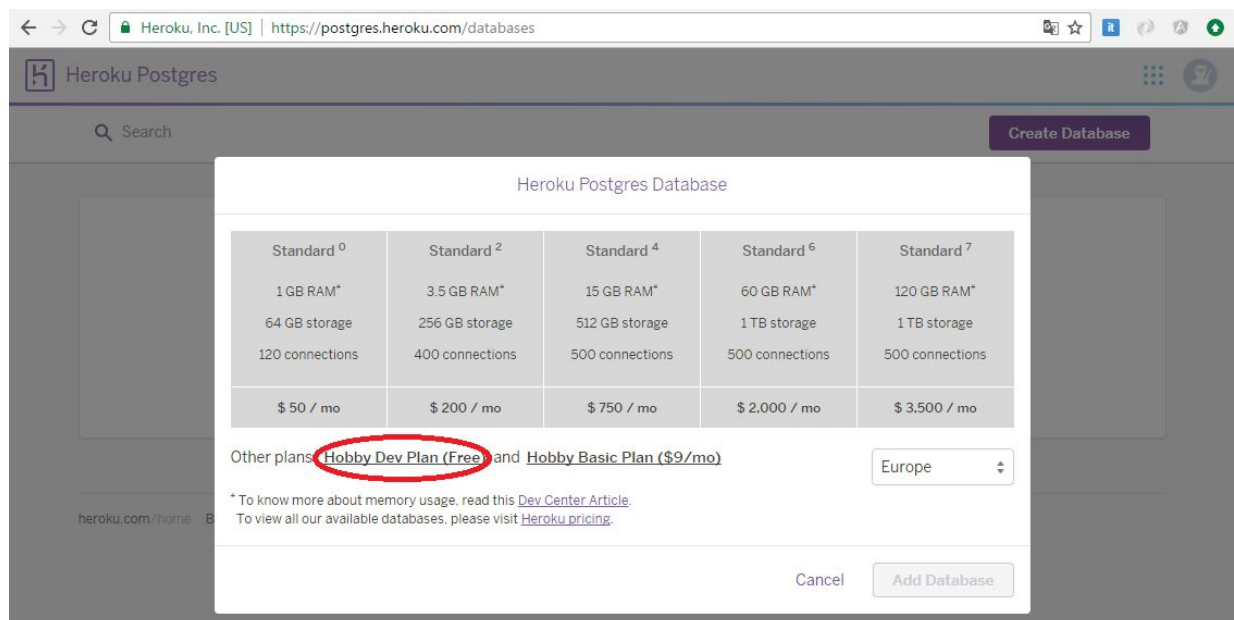 Heroku, Inc. [US] | https://postgres.heroku.com/databases
Heroku Postgres
Search
Create Database
Heroku Postgres Database
Standard 0 Standard 2 Standard 4 Standard 6 Standard 7
1 GB RAM* 3.5 GB RAM* 15 GB RAM* 60 GB RAM* 120 GB RAM*
64 GB storage 256 GB storage 512 GB storage 1 TB storage 1 TB storage
120 connections 400 connections 500 connections 500 connections 500 connections
$ 50 / mo $ 200 / mo $ 750 / mo $ 2,000 / mo $ 3,500 / mo
Other plans: Hobby Dev Plan (Free) and Hobby Basic Plan ($9/mo)
Europe
* To know more about memory usage, read this Dev Center Article.
To view all our available databases, please visit Heroku pricing.
heroku.com/home B
Cancel Add Database